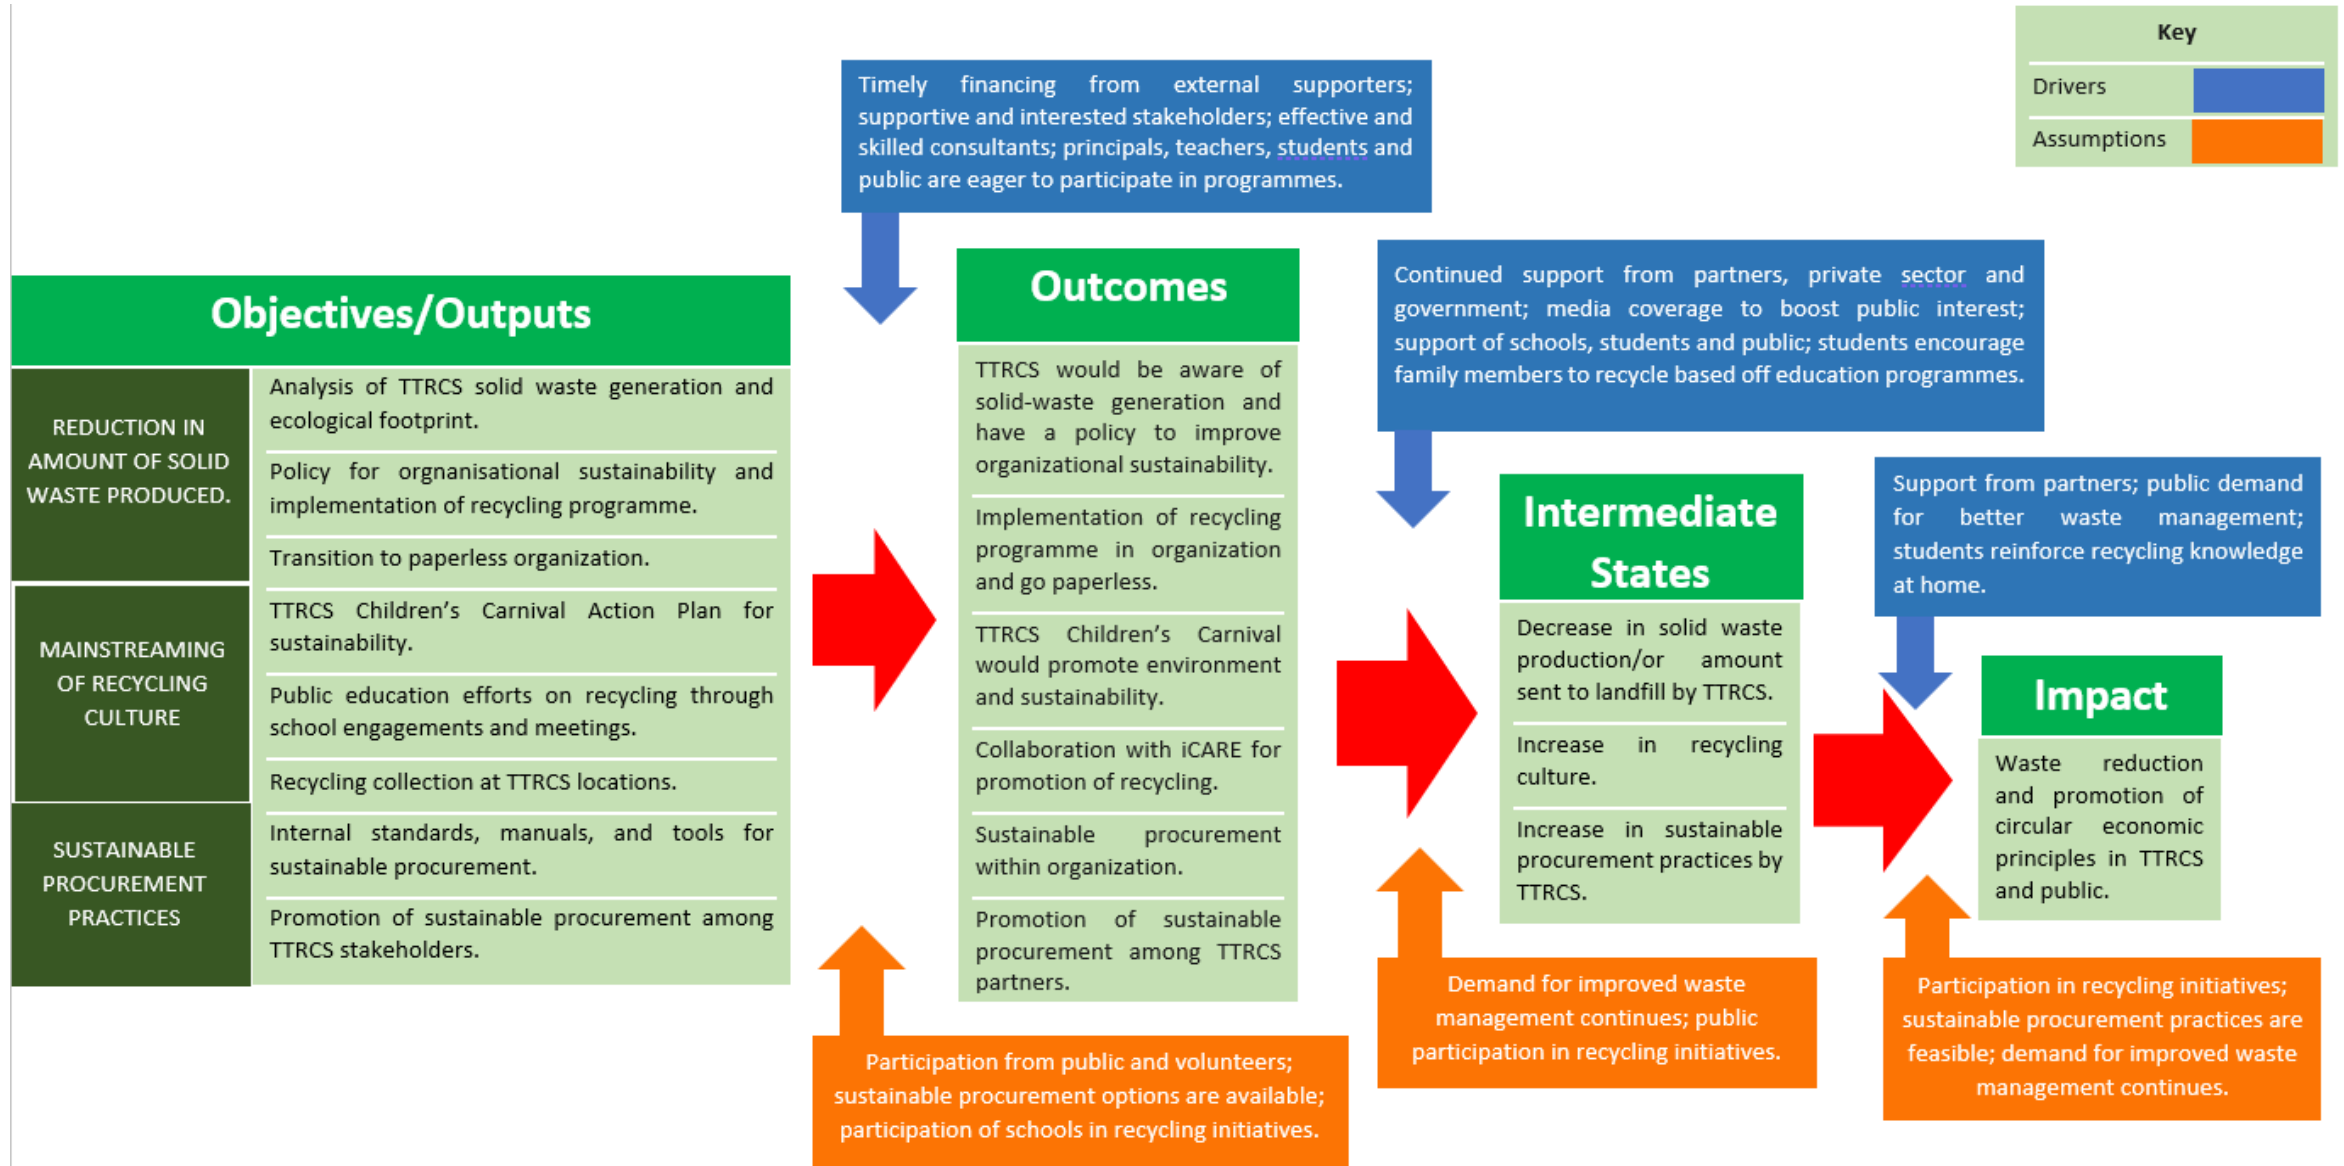 Key
Drivers
Assumptions
Timely financing from external supporters;
supportive and interested stakeholders; effective and
skilled consultants; principals, teachers, students and
public are eager to participate in programmes.
Objectives/Outputs
REDUCTION IN
AMOUNT OF SOLID
WASTE PRODUCED.
Analysis of TTRCS solid waste generation and
ecological footprint.
Policy for orgnanisational sustainability and
implementation of recycling programme.
Transition to paperless organization.
MAINSTREAMING
OF RECYCLING
CULTURE
TTRCS Children’s Carnival Action Plan for
sustainability.
Public education efforts on recycling through
school engagements and meetings.
Recycling collection at TTRCS locations.
SUSTAINABLE
PROCUREMENT
PRACTICES
Internal standards, manuals, and tools for
sustainable procurement.
Promotion of sustainable procurement among
TTRCS stakeholders.
Participation from public and volunteers;
sustainable procurement options are available;
participation of schools in recycling initiatives.
Outcomes
TTRCS would be aware of
solid-waste generation and
have a policy to improve
organizational sustainability.
Implementation of recycling
programme in organization
and go paperless.
TTRCS Children’s Carnival
would promote environment
and sustainability.
Collaboration with iCARE for
promotion of recycling.
Sustainable procurement
within organization.
Promotion of sustainable
procurement among TTRCS
partners.
Continued support from partners, private sector and
government; media coverage to boost public interest;
support of schools, students and public; students encourage
family members to recycle based off education programmes.
Demand for improved waste
management continues; public
participation in recycling initiatives.
Intermediate
States
Decrease in solid waste
production/or amount
sent to landfill by TTRCS.
Increase in recycling
culture.
Increase in sustainable
procurement practices by
TTRCS.
Support from partners; public demand
for better waste management;
students reinforce recycling knowledge
at home.
Participation in recycling initiatives;
sustainable procurement practices are
feasible; demand for improved waste
management continues.
Impact
Waste reduction
and promotion of
circular economic
principles in TTRCS
and public.